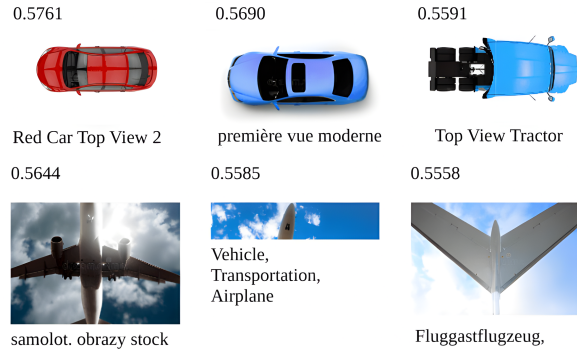 0.5761
0.5690
0.5591
Red Car Top View 2
première vue moderne
Top View Tractor
0.5644
0.5585
0.5558
samolot. obrazy stock
Vehicle,
Transportation,
Airplane
Fluggastflugzeug,